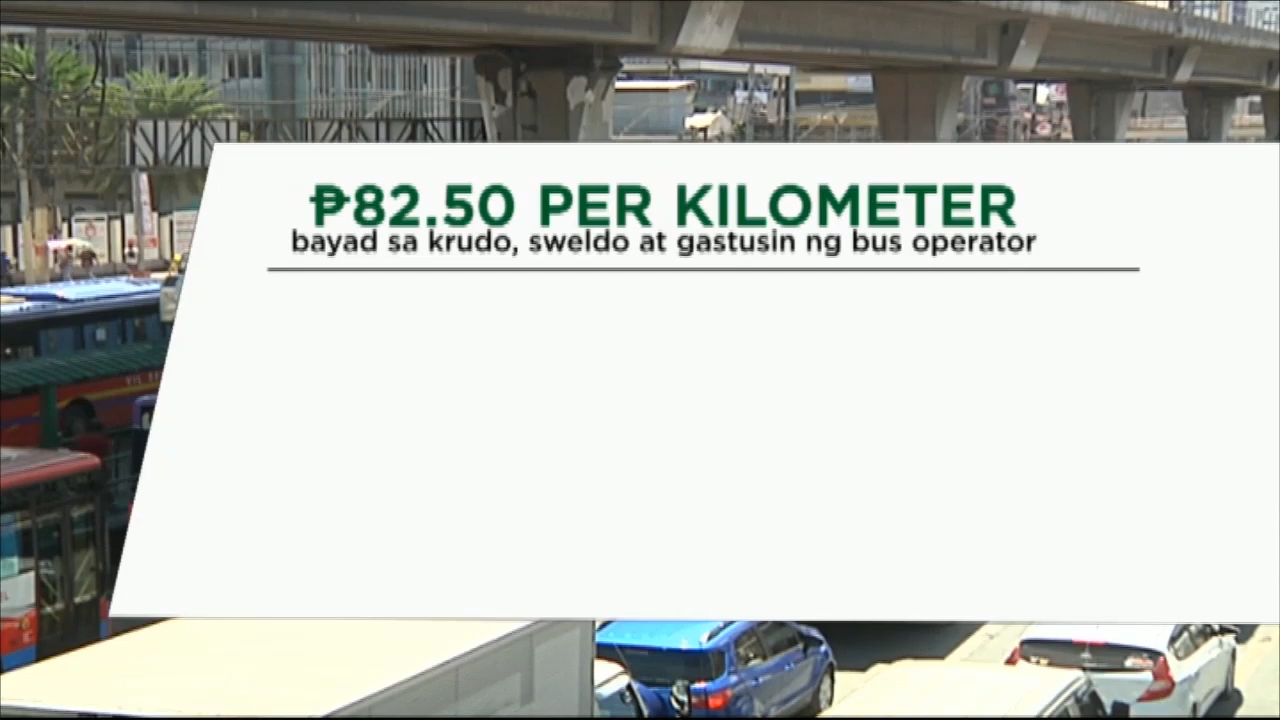 ₱82.50 PER KILOMETER
bayad sa krudo, sweldo at gastusin ng bus operator